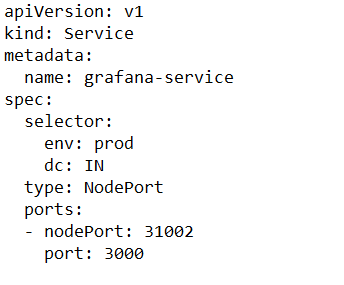 apiVersion: v1
kind: Service
metadata:
  name: grafana-service
spec:
  selector:
    env: prod
    dc: IN
  type: NodePort
  ports:
  - nodePort: 31002
    port: 3000